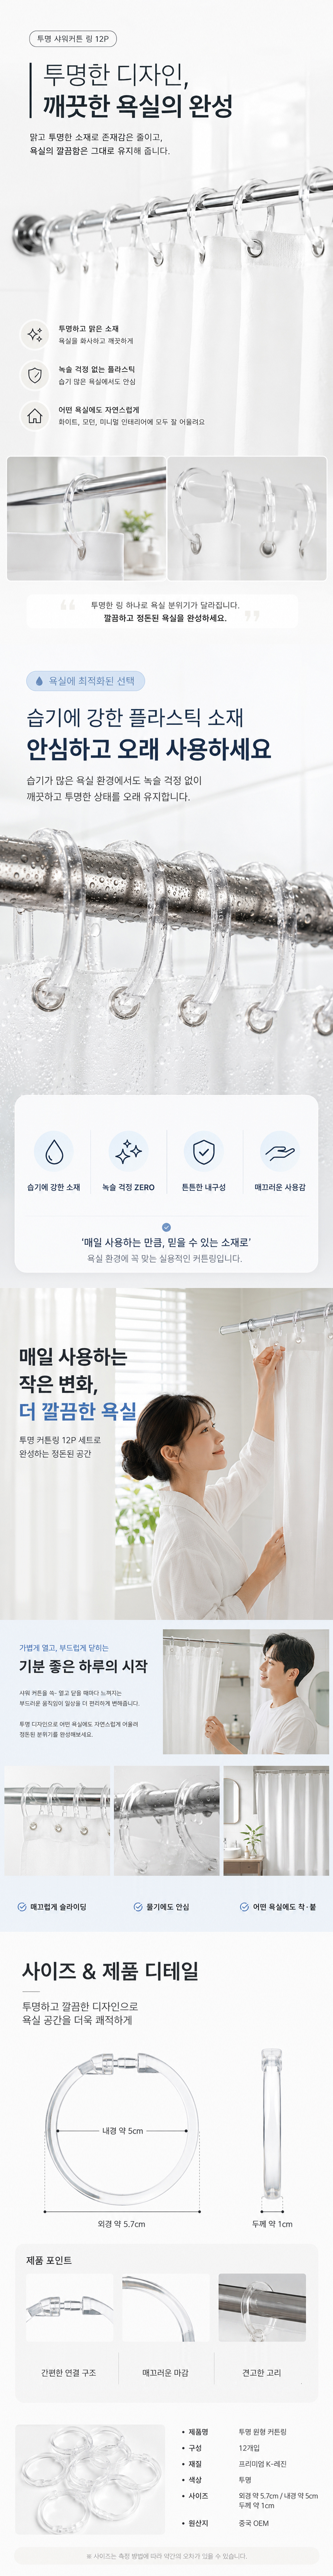 투명 샤워커튼 링 12P
투명한 디자인,
깨끗한 욕실의 완성
맑고 투명한 소재로 존재감은 줄이고,
욕실의 깔끔함은 그대로 유지해 줍니다.
투명하고 맑은 소재
욕실을 화사하고 깨끗하게
녹슬 걱정 없는 플라스틱
습기 많은 욕실에서도 안심
어떤 욕실에도 자연스럽게
화이트, 모던, 미니멀 인테리어에 모두 잘 어울려요
투명한 링 하나로 욕실 분위기가 달라집니다.
깔끔하고 정돈된 욕실을 완성하세요.
욕실에 최적화된 선택
습기에 강한 플라스틱 소재
안심하고 오래 사용하세요
습기가 많은 욕실 환경에서도 녹슬 걱정 없이
깨끗하고 투명한 상태를 오래 유지합니다.
습기에 강한 소재
녹슬 걱정 ZERO
튼튼한 내구성
매끄러운 사용감
‘매일 사용하는 만큼, 믿을 수 있는 소재로’
욕실 환경에 꼭 맞는 실용적인 커튼링입니다.
매일 사용하는
작은 변화,
더 깔끔한 욕실
투명 커튼링 12P 세트로
완성하는 정돈된 공간
가볍게 열고, 부드럽게 닫히는
기분 좋은 하루의 시작
샤워 커튼을 쓱- 열고 닫을 때마다 느껴지는
부드러운 움직임이 일상을 더 편리하게 변해줍니다.
투명 디자인으로 어떤 욕실에도 자연스럽게 어울려
정돈된 분위기를 완성해보세요.
매끄럽게 슬라이딩
물기에도 안심
어떤 욕실에도 착-붙
사이즈 & 제품 디테일
투명하고 깔끔한 디자인으로
욕실 공간을 더욱 쾌적하게
내경 약 5cm
외경 약 5.7cm
두께 약 1cm
제품 포인트
간편한 연결 구조
매끄러운 마감
견고한 고리
• 제품명 투명 원형 커튼링
• 구성 12개입
• 재질 프리미엄 K-레진
• 색상 투명
• 사이즈 외경 약 5.7cm / 내경 약 5cm
두께 약 1cm
• 원산지 중국 OEM
※ 사이즈는 측정 방법에 따라 약간의 오차가 있을 수 있습니다.